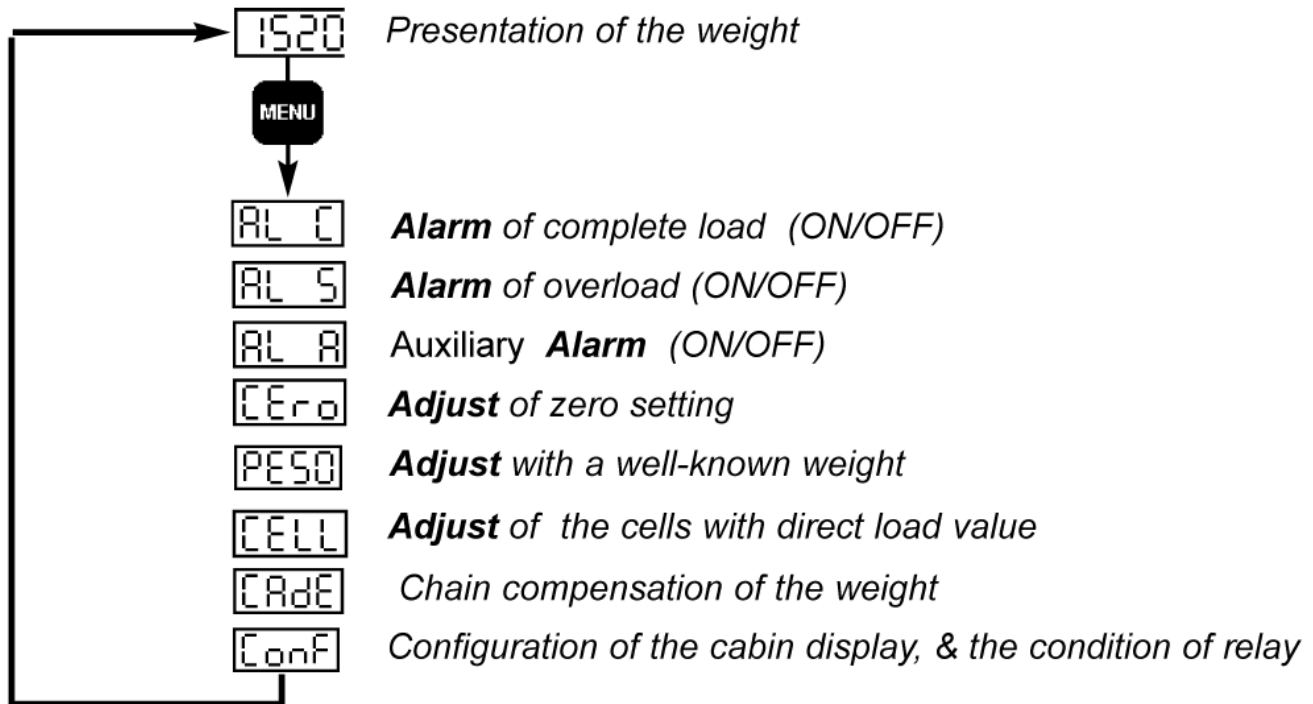 1520 Presentation of the weight
MENU
AL C Alarm of complete load (ON/OFF)
AL S Alarm of overload (ON/OFF)
AL A Auxiliary Alarm (ON/OFF)
CEro Adjust of zero setting
PESO Adjust with a well-known weight
CELL Adjust of the cells with direct load value
CAdE Chain compensation of the weight
ConF Configuration of the cabin display, & the condition of relay